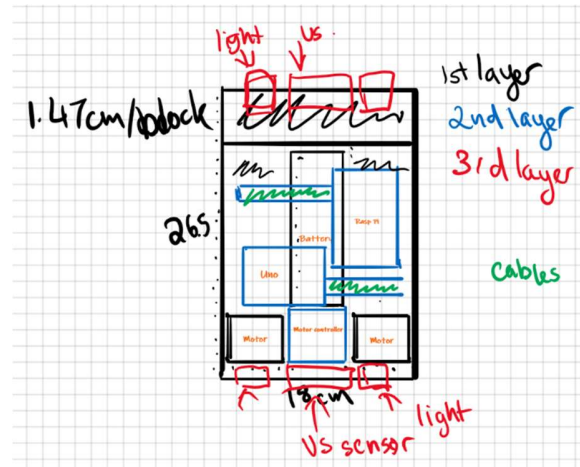 light
us
1st layer
2nd layer
3rd layer
1.47cm/block
26.5
Battery
Rasp Pi
Uno
cables
Motor
Motor controller
Motor
18cm
light
US sensor